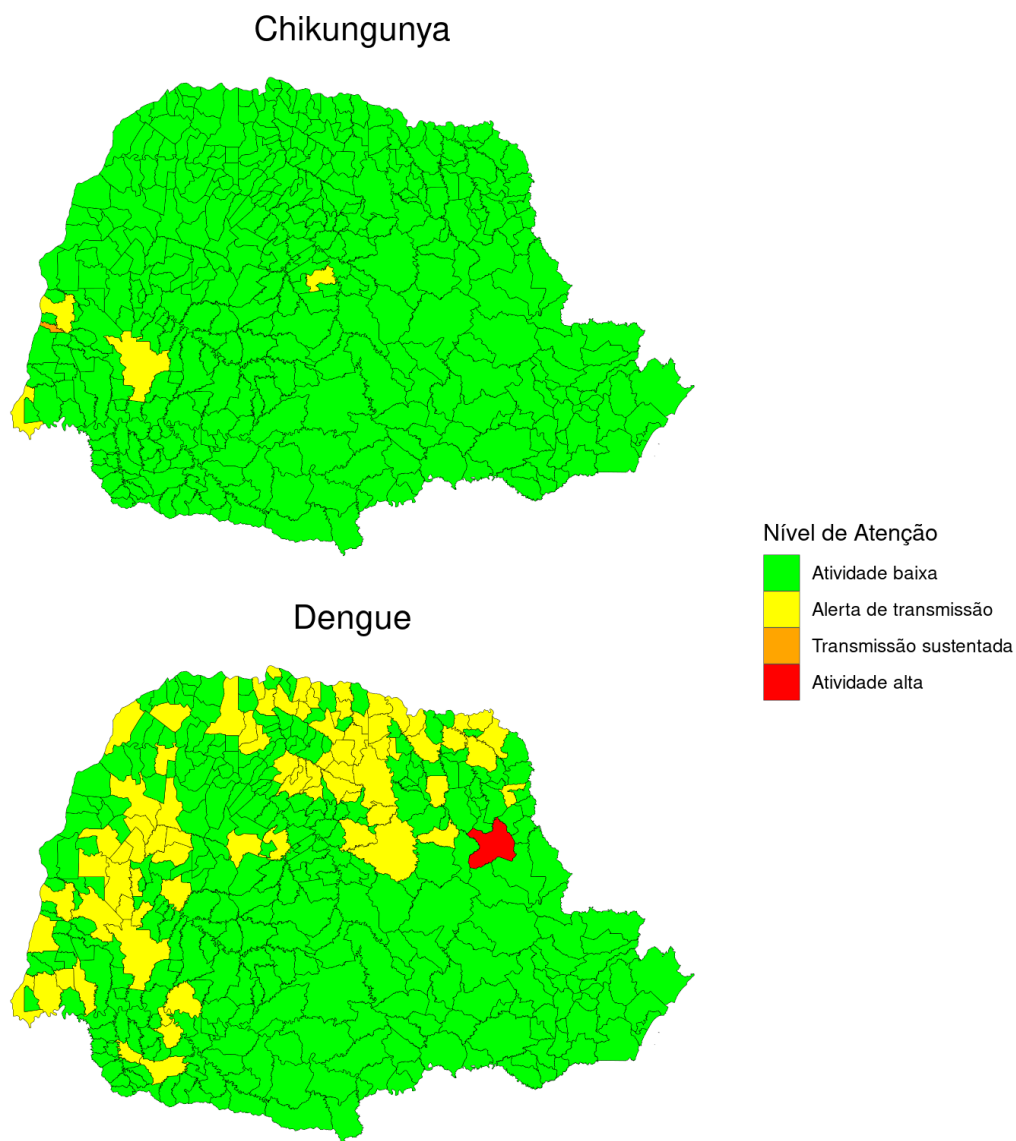 Chikungunya
Nível de Atenção
Atividade baixa
Alerta de transmissão
Transmissão sustentada
Atividade alta
Dengue